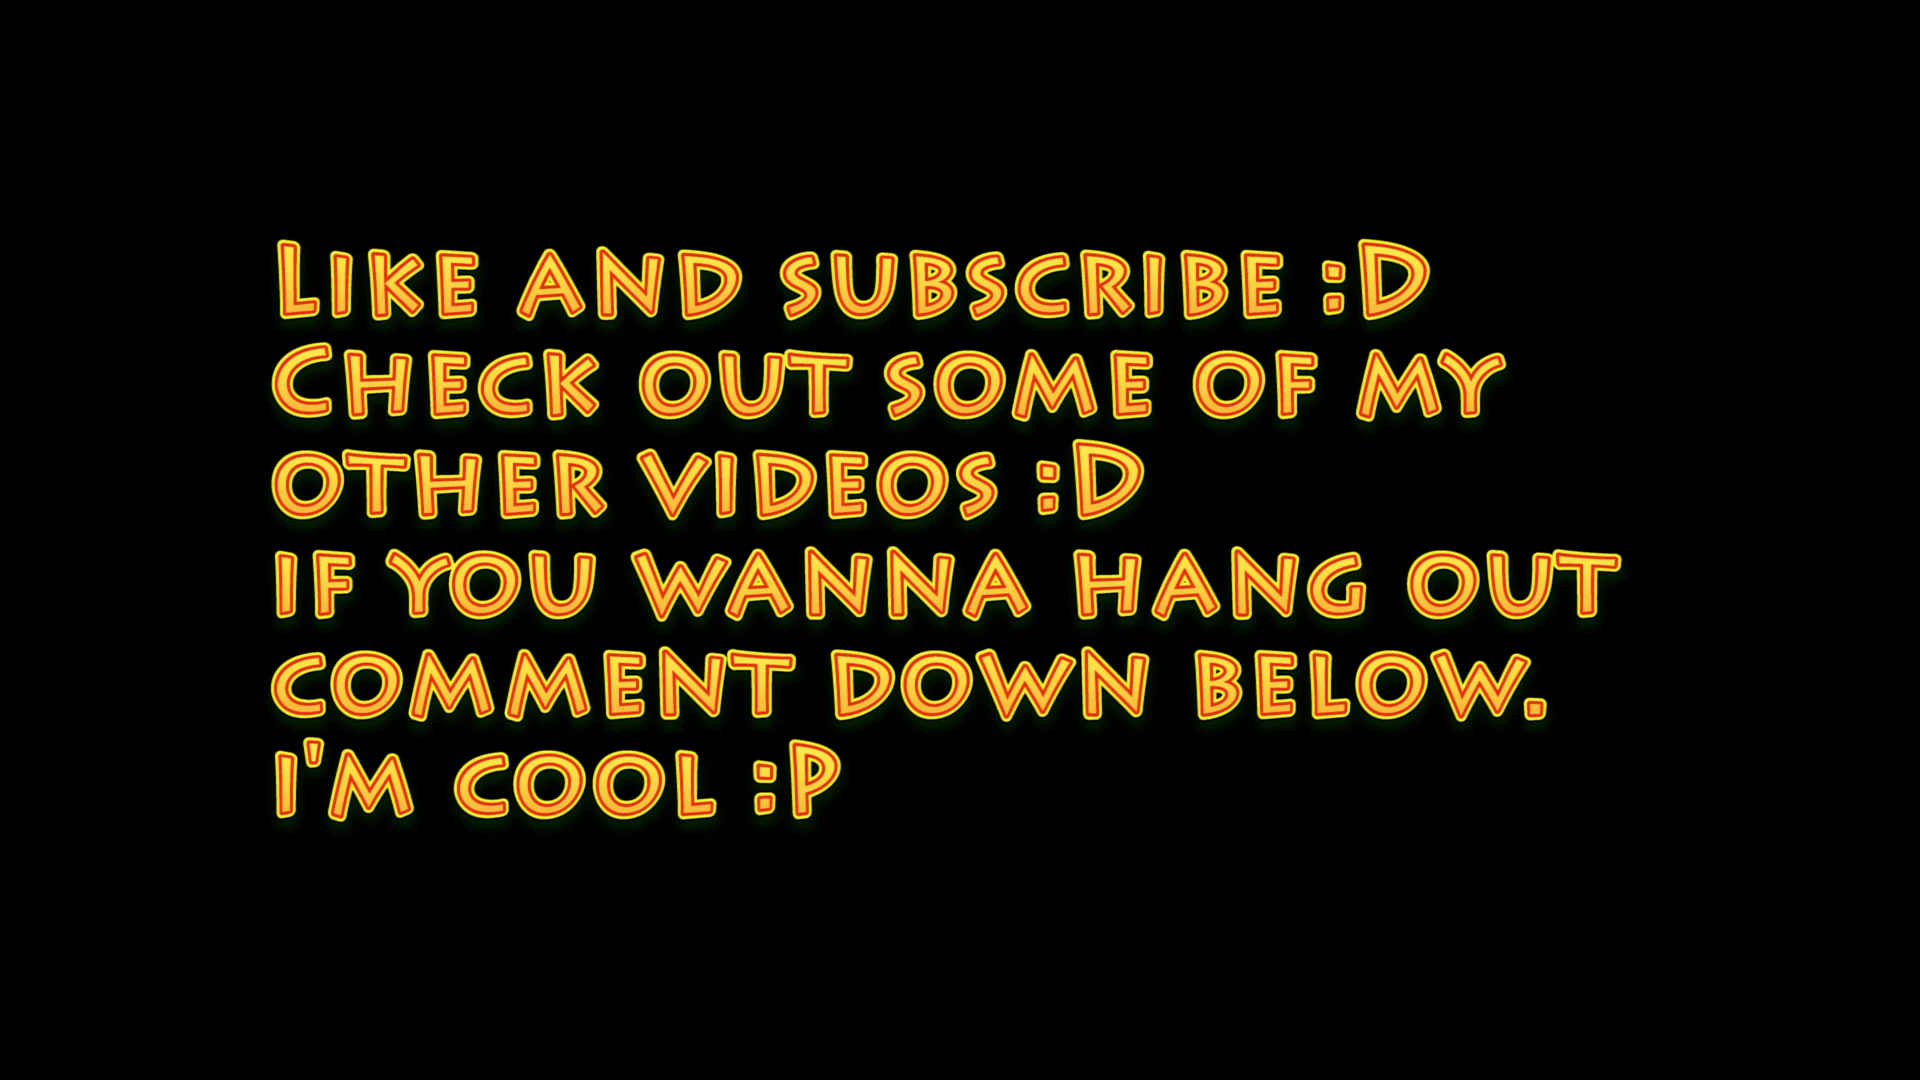 Like and subscribe :D
Check out some of my
other videos :D
if you wanna hang out
comment down below.
i'm cool :P